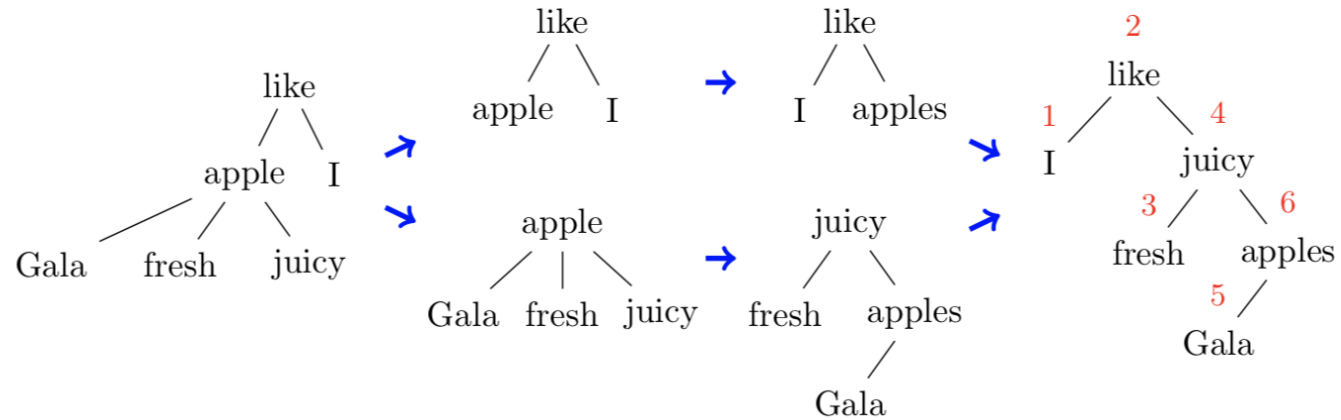 like
apple I
Gala fresh juicy
like
apple I
apple
Gala fresh juicy
like
I apples
juicy
fresh apples
Gala
2
like
1 4
I juicy
3 6
fresh apples
5
Gala